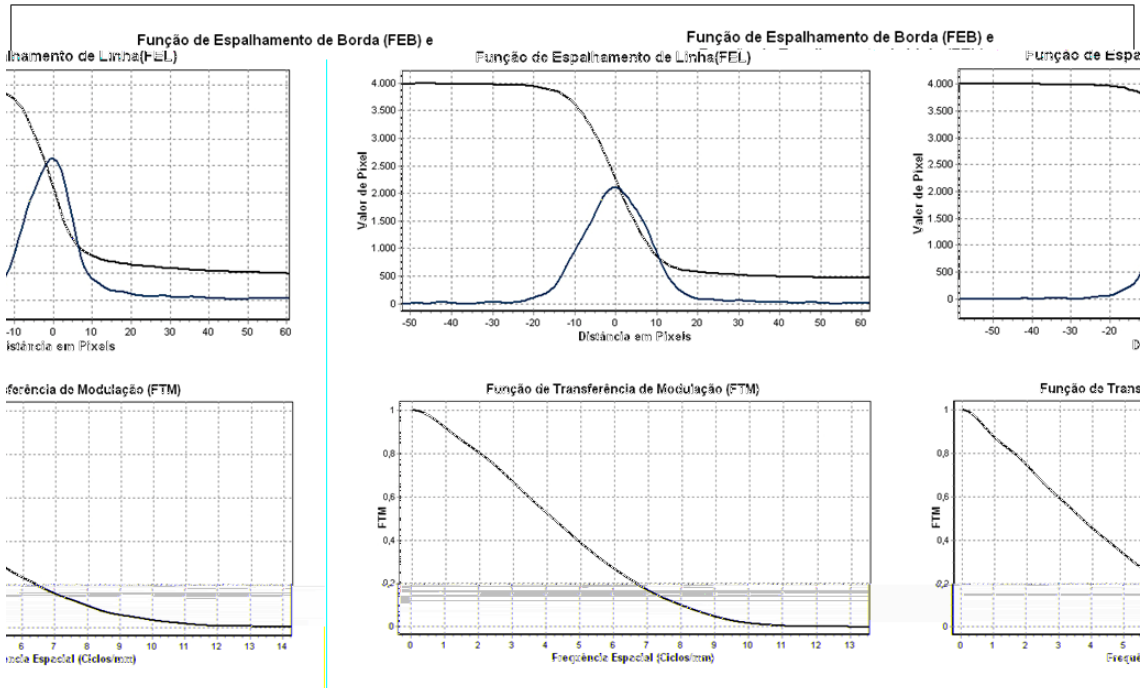 Função de Espalhamento de Borda (FEB) e
Função de Espalhamento de Borda (FEB) e
lhamento de Linha(FEL)
-10 0 10 20 30 40 50 60
istância em Pixels
Função de Espalhamento de Linha(FEL)
Valor de Pixel
4.000
3.500
3.000
2.500
2.000
1.500
1.000
500
0
-50 -40 -30 -20 -10 0 10 20 30 40 50 60
Distância em Pixels
Função de Espa
Valor de Pixel
4.000
3.500
3.000
2.500
2.000
1.500
1.000
500
0
-50 -40 -30 -20
D
sferência de Modulação (FTM)
6 7 8 9 10 11 12 13 14
ncia Espacial (Ciclos/mm)
Função de Transferência de Modulação (FTM)
FTM
1
0,8
0,6
0,4
0,2
0
0 1 2 3 4 5 6 7 8 9 10 11 12 13
Freqüência Espacial (Ciclos/mm)
Função de Trans
FTM
1
0,8
0,6
0,4
0,2
0
0 1 2 3 4 5
Freqüê